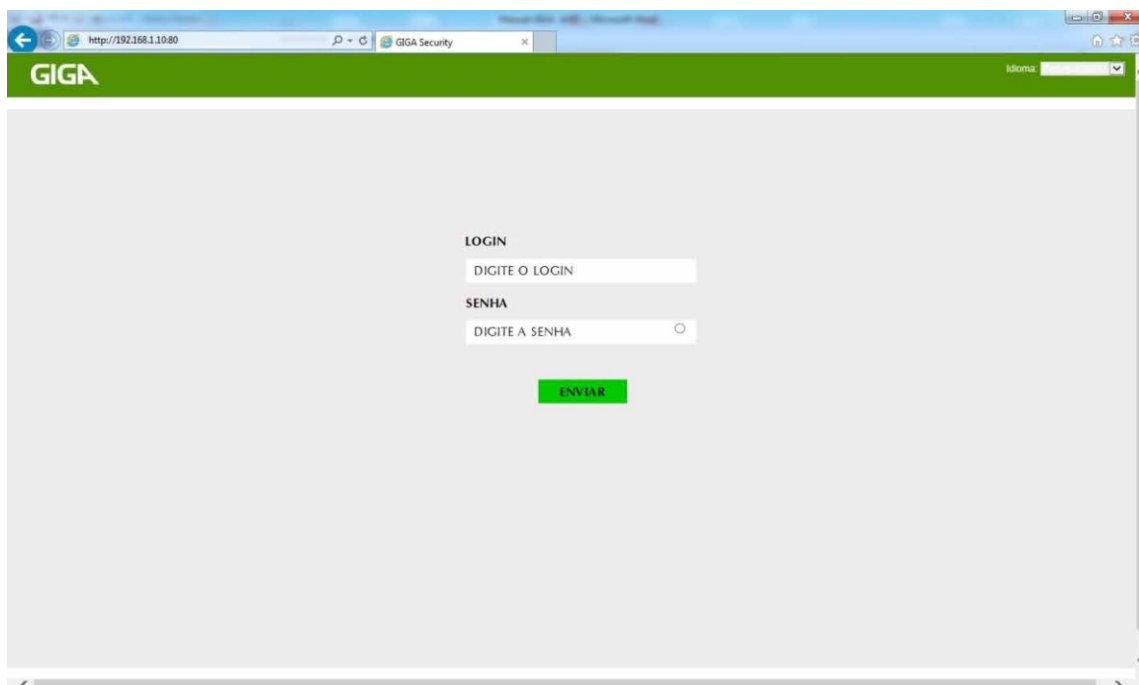 http://192.168.1.10:80
GIGA Security
GIGA
Idioma:
LOGIN
DIGITE O LOGIN
SENHA
DIGITE A SENHA
ENVIAR